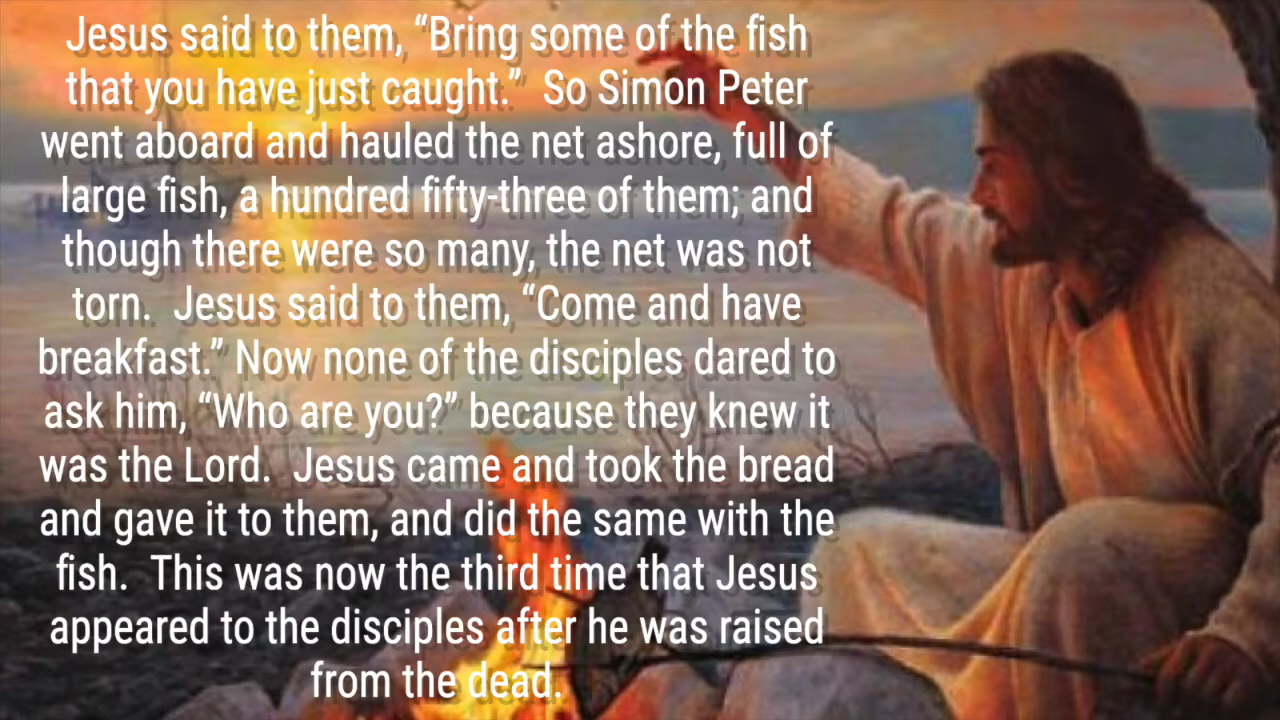 Jesus said to them, “Bring some of the fish
that you have just caught.”  So Simon Peter
went aboard and hauled the net ashore, full of
large fish, a hundred fifty-three of them; and
though there were so many, the net was not
torn.  Jesus said to them, “Come and have
breakfast.” Now none of the disciples dared to
ask him, “Who are you?” because they knew it
was the Lord.  Jesus came and took the bread
and gave it to them, and did the same with the
fish.  This was now the third time that Jesus
appeared to the disciples after he was raised
from the dead.